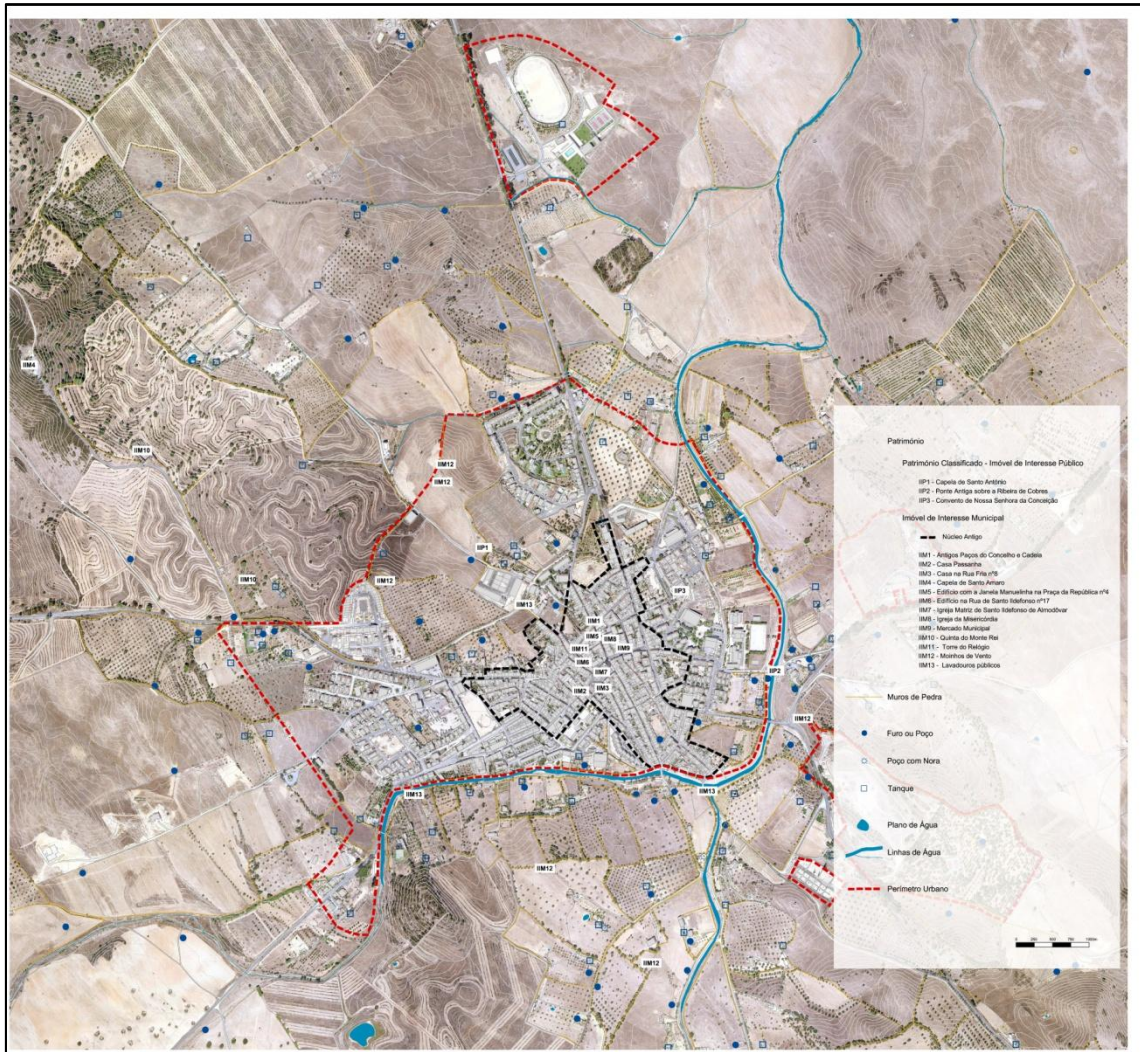 IIM4
IIM10
IIM12
IIM12
IIP1
IIM10
IIM12
IIM13
IIP3
IIM1
IIM5
IIM8
IIM11
IIM9
IIM6
IIM7
IIM2
IIM3
IIP2
IIM12
IIM13
IIM13
IIM12
IIM12
Património
Património Classificado - Imóvel de Interesse Público
IIP1 - Capela de Santo António
IIP2 - Ponte Antiga sobre a Ribeira de Cobres
IIP3 - Convento de Nossa Senhora da Conceição
Imóvel de Interesse Municipal
Núcleo Antigo
IIM1 - Antigos Paços do Concelho e Cadeia
IIM2 - Casa Passanha
IIM3 - Casa na Rua Fria nº8
IIM4 - Capela de Santo Amaro
IIM5 - Edifício com a Janela Manuelinha na Praça da República nº4
IIM6 - Edifício na Rua de Santo Ildefonso nº17
IIM7 - Igreja Matriz de Santo Ildefonso de Almodôvar
IIM8 - Igreja da Misericórdia
IIM9 - Mercado Municipal
IIM10 - Quinta do Monte Rei
IIM11 - Torre do Relógio
IIM12 - Moinhos de Vento
IIM13 - Lavadouros públicos
Muros de Pedra
Furo ou Poço
Poço com Nora
Tanque
Plano de Água
Linhas de Água
Perímetro Urbano
0 250 500 750 1000m